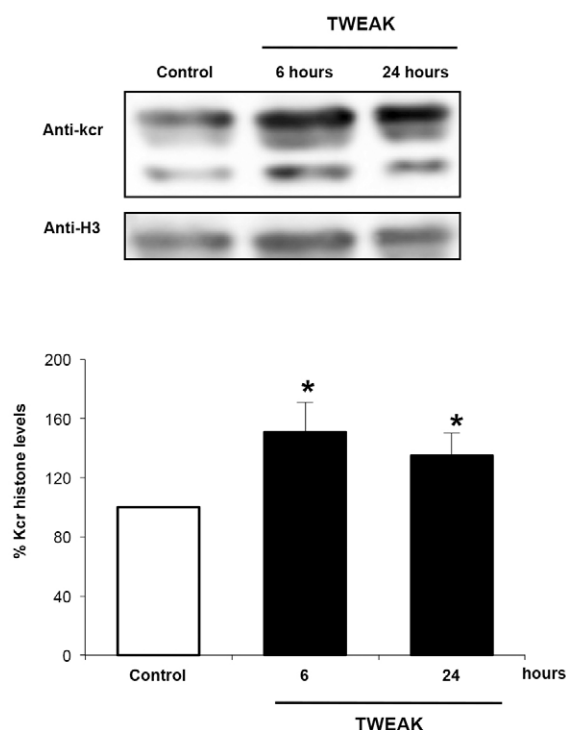 TWEAK
Control 6 hours 24 hours
Anti-kcr
Anti-H3
200
160
120
80
40
0
% Kcr histone levels
* *
Control 6 24 hours
TWEAK